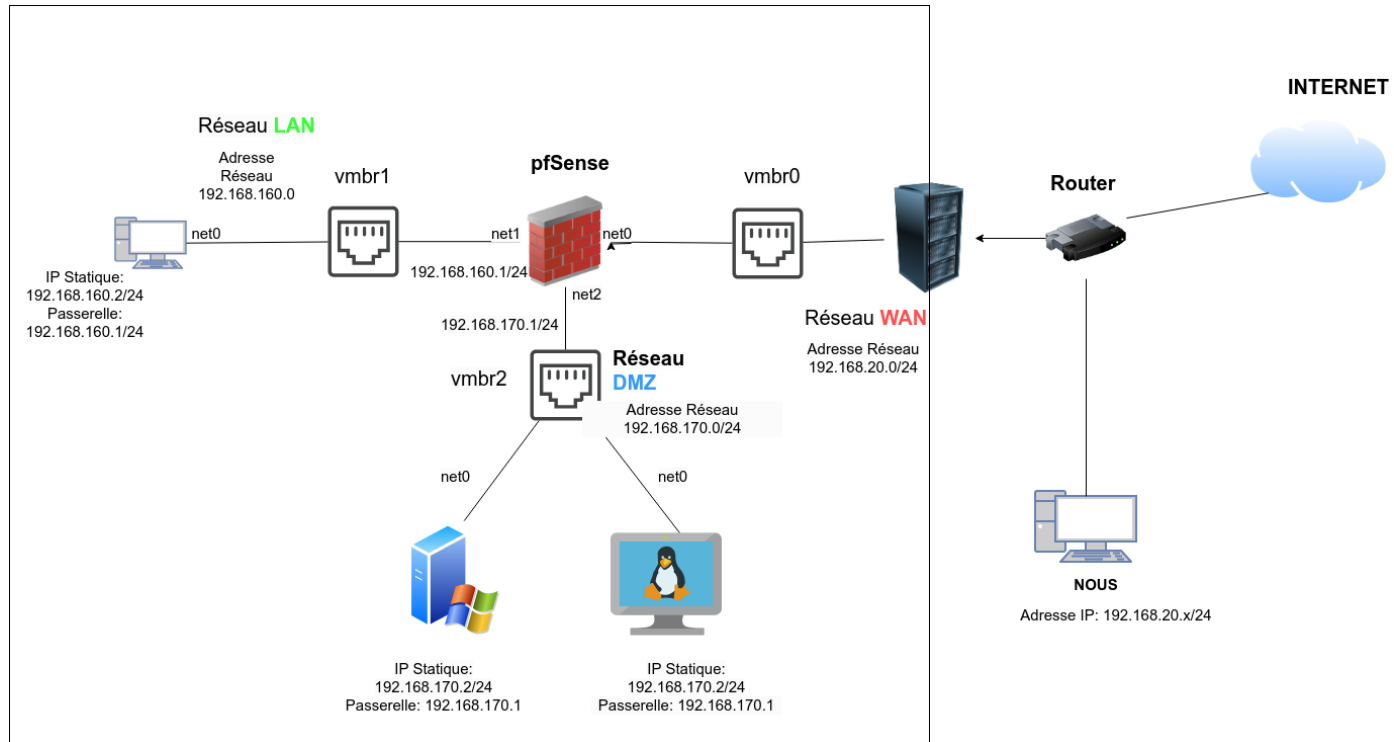 INTERNET
Réseau LAN
Adresse
Réseau
192.168.160.0
vmbr1
pfSense
vmbr0
Router
net0
net1
net0
192.168.160.1/24
IP Statique:
192.168.160.2/24
Passerelle:
192.168.160.1/24
net2
192.168.170.1/24
Réseau WAN
Adresse Réseau
192.168.20.0/24
vmbr2
Réseau
DMZ
Adresse Réseau
192.168.170.0/24
net0
net0
NOUS
Adresse IP: 192.168.20.x/24
IP Statique:
192.168.170.2/24
Passerelle: 192.168.170.1
IP Statique:
192.168.170.2/24
Passerelle: 192.168.170.1